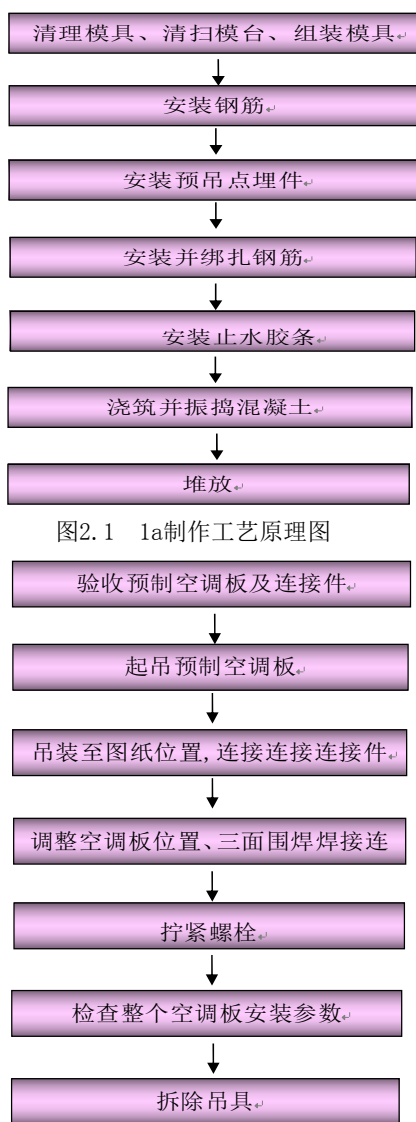 清理模具、清扫模台、组装模具
安装钢筋
安装预吊点埋件
安装并绑扎钢筋
安装止水胶条
浇筑并振捣混凝土
堆放
图2.1 1a制作工艺原理图
验收预制空调板及连接件
起吊预制空调板
吊装至图纸位置,连接连接连接件
调整空调板位置、三面围焊焊接连
拧紧螺栓
检查整个空调板安装参数
拆除吊具